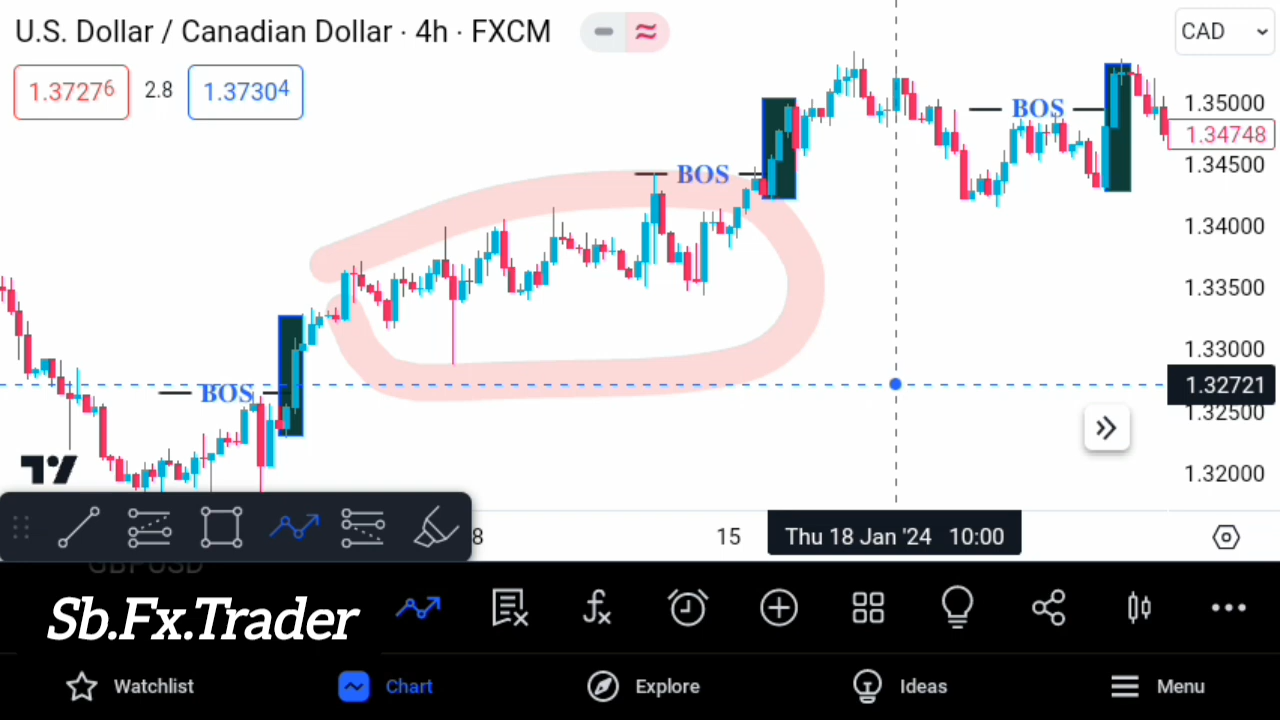 U.S. Dollar / Canadian Dollar · 4h · FXCM
CAD
1.37276
2.8
1.37304
1.35000
1.34748
1.34500
1.34000
1.33500
1.33000
1.32721
1.32500
1.32000
BOS
BOS
BOS
8
15
Thu 18 Jan '24 10:00
GBPUSD
Sb.Fx.Trader
Watchlist
Chart
Explore
Ideas
Menu